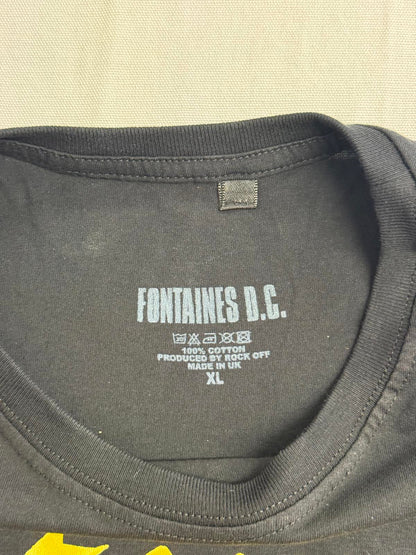 FONTAINES D.C.
100% COTTON
PRODUCED BY ROCK OFF
MADE IN UK
XL